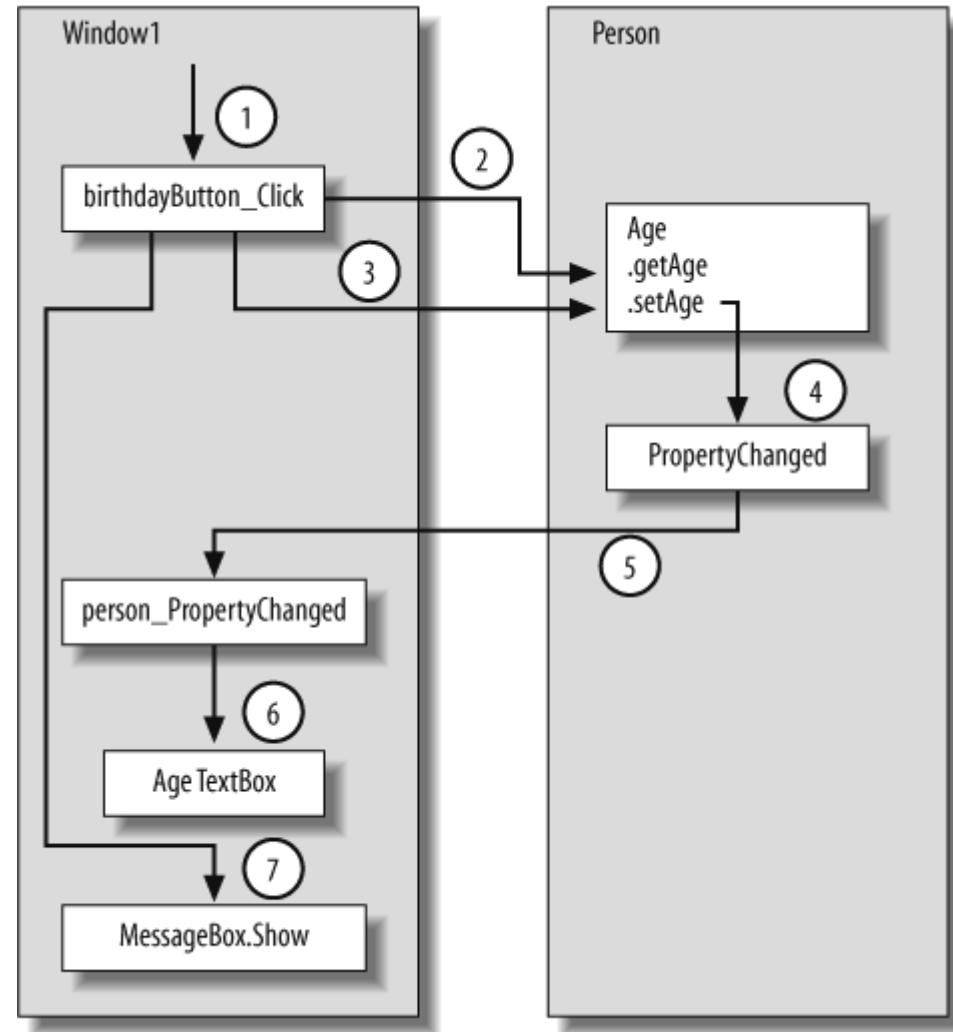 Window1
Person
1
2
birthdayButton_Click
Age
.getAge
.setAge
3
4
PropertyChanged
5
person_PropertyChanged
6
Age TextBox
7
MessageBox.Show